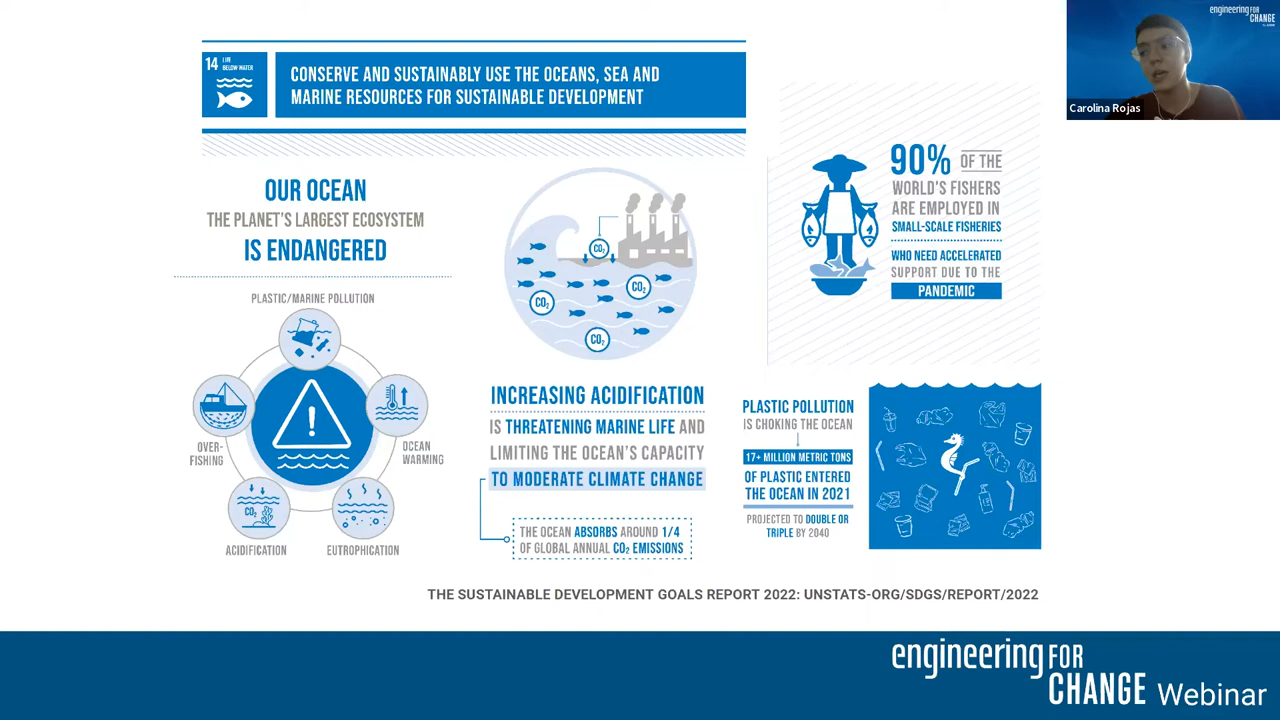 14 LIFE
BELOW WATER
CONSERVE AND SUSTAINABLY USE THE OCEANS, SEA AND
MARINE RESOURCES FOR SUSTAINABLE DEVELOPMENT
OUR OCEAN
THE PLANET'S LARGEST ECOSYSTEM
IS ENDANGERED
PLASTIC/MARINE POLLUTION
OVER-
FISHING
OCEAN
WARMING
CO₂
ACIDIFICATION
EUTROPHICATION
CO₂
CO₂
CO₂
CO₂
INCREASING ACIDIFICATION
IS THREATENING MARINE LIFE AND
LIMITING THE OCEAN'S CAPACITY
TO MODERATE CLIMATE CHANGE
THE OCEAN ABSORBS AROUND 1/4
OF GLOBAL ANNUAL CO₂ EMISSIONS
90% OF THE
WORLD'S FISHERS
ARE EMPLOYED IN
SMALL-SCALE FISHERIES
WHO NEED ACCELERATED
SUPPORT DUE TO THE
PANDEMIC
PLASTIC POLLUTION
IS CHOKING THE OCEAN
17+ MILLION METRIC TONS
OF PLASTIC ENTERED
THE OCEAN IN 2021
PROJECTED TO DOUBLE OR
TRIPLE BY 2040
THE SUSTAINABLE DEVELOPMENT GOALS REPORT 2022: UNSTATS-ORG/SDGS/REPORT/2022
engineering FOR
CHANGE
Carolina Rojas
engineering FOR
CHANGE Webinar